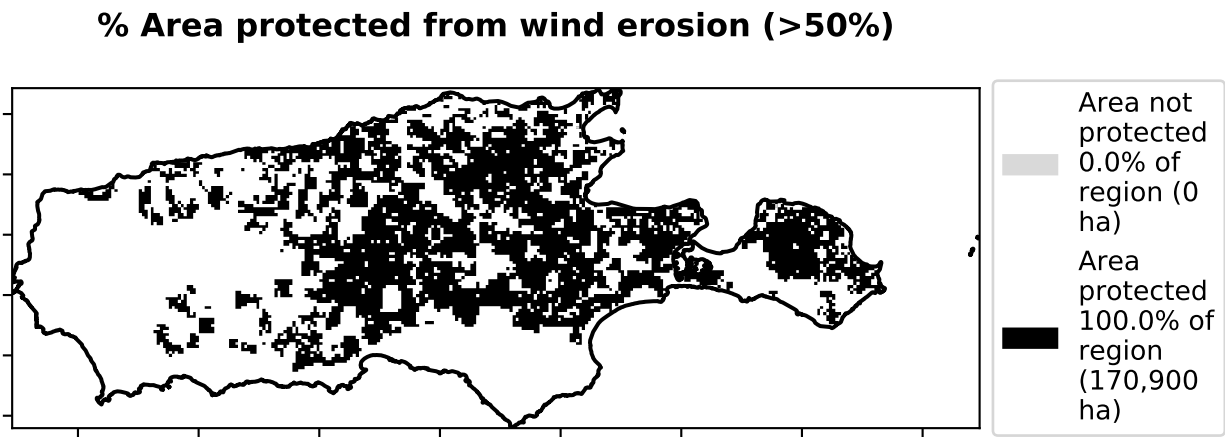 % Area protected from wind erosion (>50%)
Area not
protected
0.0% of
region (0
ha)
Area
protected
100.0% of
region
(170,900
ha)